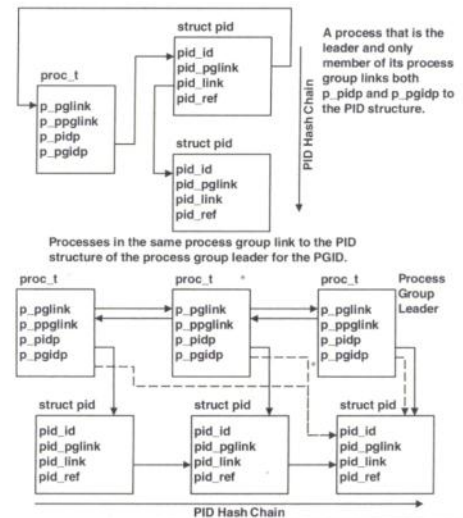 struct pid
pid_id
pid_pglink
pid_link
pid_ref
A process that is the
leader and only
member of its process
group links both
p_pidp and p_pgidp to
the PID structure.
proc_t
p_pglink
p_ppglink
p_pidp
p_pgidp
PID Hash Chain
struct pid
pid_id
pid_pglink
pid_link
pid_ref
Processes in the same process group link to the PID
structure of the process group leader for the PGID.
proc_t
p_pglink
p_ppglink
p_pidp
p_pgidp
proc_t
p_pglink
p_ppglink
p_pidp
p_pgidp
proc_t
p_pglink
p_ppglink
p_pidp
p_pgidp
Process
Group
Leader
struct pid
pid_id
pid_pglink
pid_link
pid_ref
struct pid
pid_id
pid_pglink
pid_link
pid_ref
struct pid
pid_id
pid_pglink
pid_link
pid_ref
PID Hash Chain